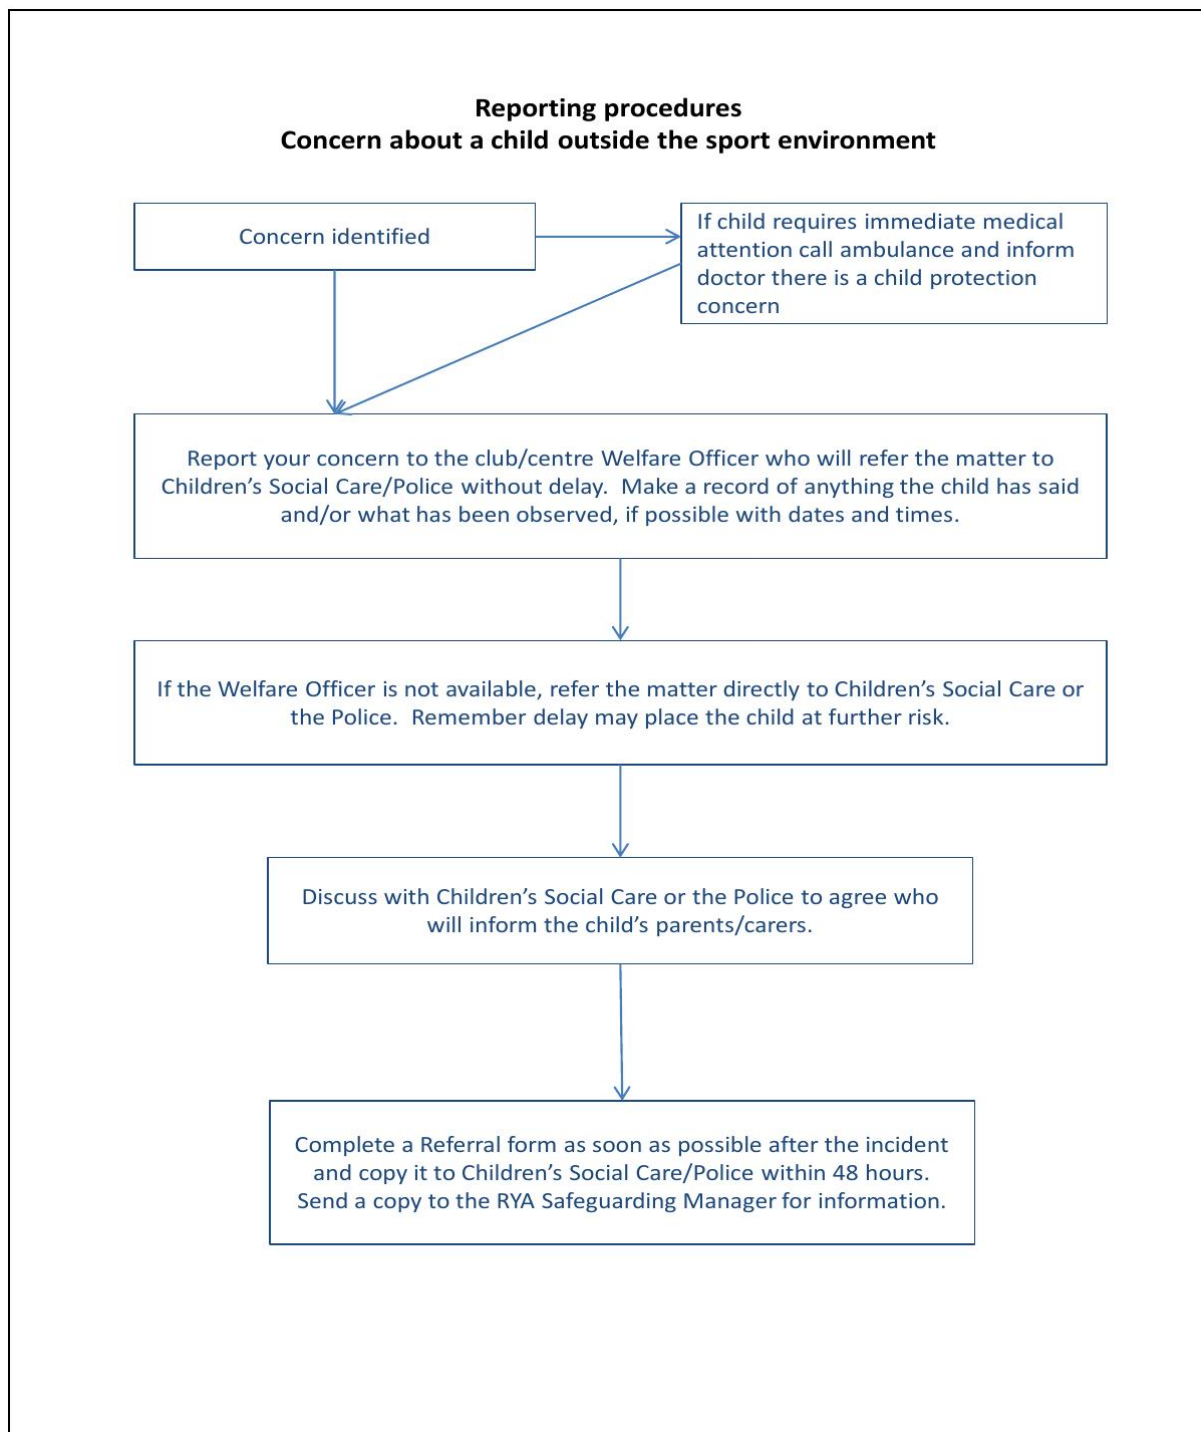 Reporting procedures
Concern about a child outside the sport environment
Concern identified
If child requires immediate medical
attention call ambulance and inform
doctor there is a child protection
concern
Report your concern to the club/centre Welfare Officer who will refer the matter to
Children’s Social Care/Police without delay.  Make a record of anything the child has said
and/or what has been observed, if possible with dates and times.
If the Welfare Officer is not available, refer the matter directly to Children’s Social Care or
the Police.  Remember delay may place the child at further risk.
Discuss with Children’s Social Care or the Police to agree who
will inform the child’s parents/carers.
Complete a Referral form as soon as possible after the incident
and copy it to Children’s Social Care/Police within 48 hours.
Send a copy to the RYA Safeguarding Manager for information.